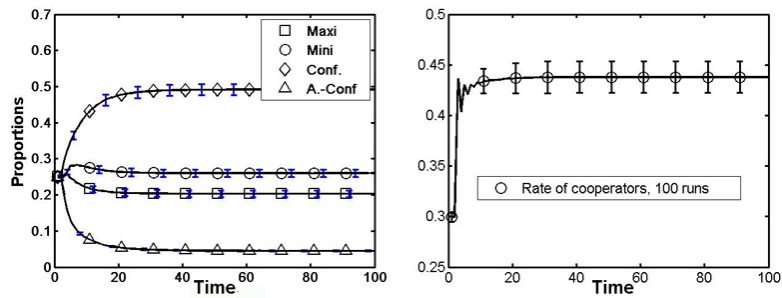 0.7
0.6
0.5
0.4
0.3
0.2
0.1
0
Proportions
Maxi
Mini
Conf.
A.-Conf
0 20 40 60 80 100
Time
0.5
0.45
0.4
0.35
0.3
0.25
Rate of cooperators, 100 runs
0 20 40 60 80 100
Time